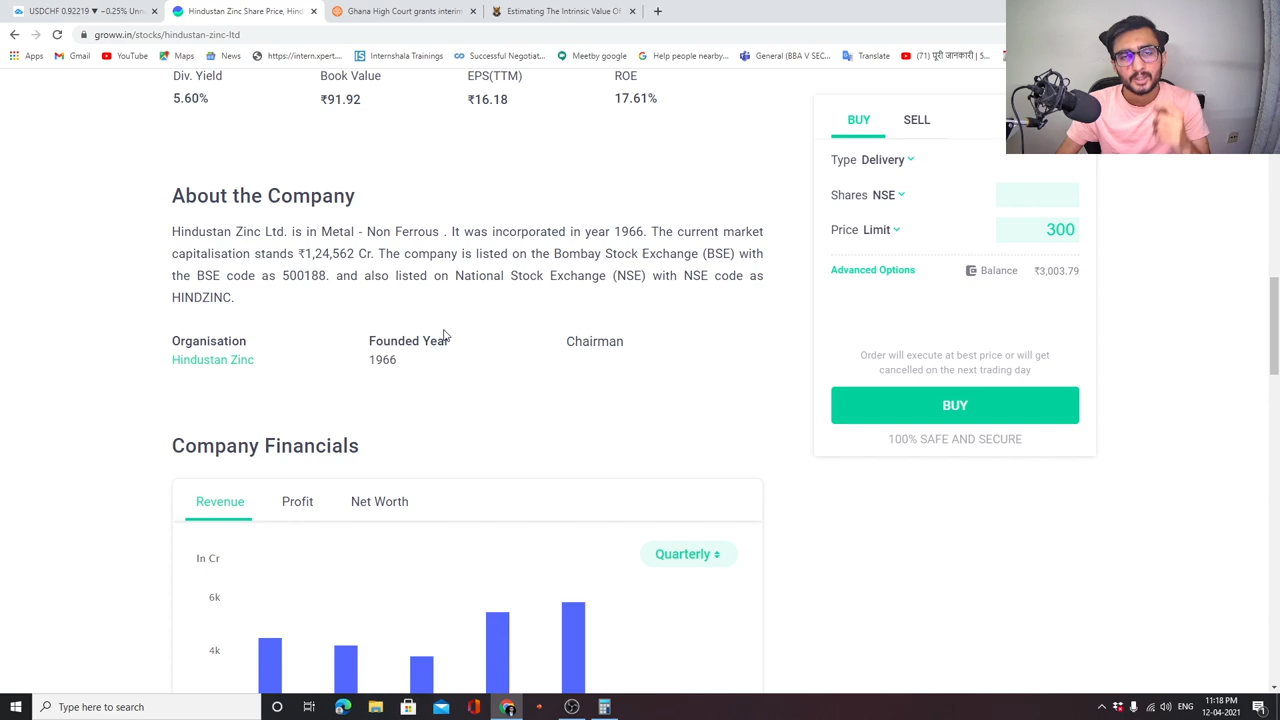 USDCHF 0.92219 ▼ −0.25% Unna
Hindustan Zinc Share Price, Hind
Ghana High Court grants interim
Estimating The Intrinsic Value Of
groww.in/stocks/hindustan-zinc-ltd
Apps
Gmail
YouTube
Maps
News
https://intern.xpert...
Internshala Trainings
Successful Negotiat...
Meetby google
Help people nearby...
General (BBA V SEC...
Translate
(71) पूरी जानकारी | 5...
Div. Yield
Book Value
EPS(TTM)
ROE
5.60%
₹91.92
₹16.18
17.61%
About the Company
Hindustan Zinc Ltd. is in Metal - Non Ferrous . It was incorporated in year 1966. The current market
capitalisation stands ₹1,24,562 Cr. The company is listed on the Bombay Stock Exchange (BSE) with
the BSE code as 500188. and also listed on National Stock Exchange (NSE) with NSE code as
HINDZINC.
Organisation
Founded Year
Chairman
Hindustan Zinc
1966
Company Financials
Revenue
Profit
Net Worth
Quarterly
In Cr
6k
4k
BUY
SELL
Type Delivery
Shares NSE
Price Limit
300
Advanced Options
Balance
₹3,003.79
Order will execute at best price or will get
cancelled on the next trading day
BUY
100% SAFE AND SECURE
Type here to search
ENG
11:18 PM
12-04-2021